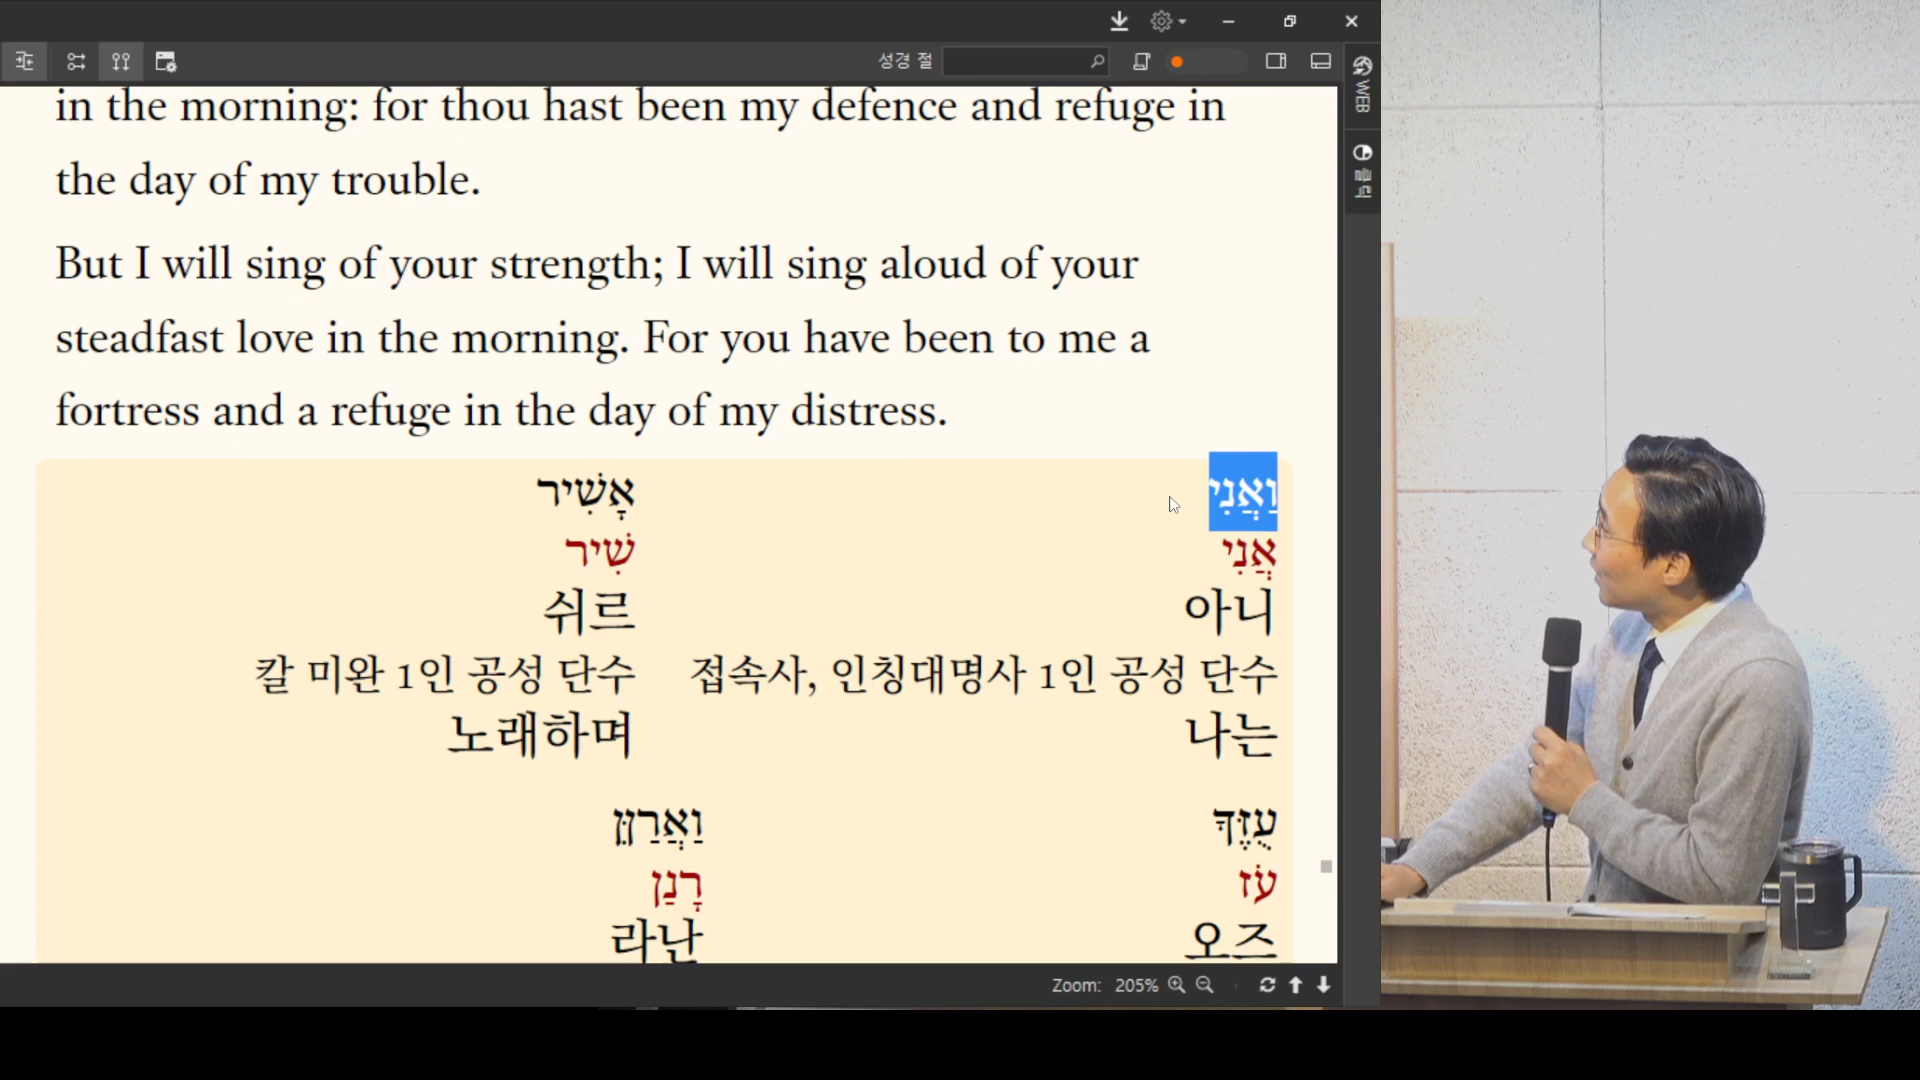 성경 절
in the morning: for thou hast been my defence and refuge in
the day of my trouble.
But I will sing of your strength; I will sing aloud of your
steadfast love in the morning. For you have been to me a
fortress and a refuge in the day of my distress.
וַאֲנִי אָשִׁיר
אֲנִי שִׁיר
아니 쉬르
접속사, 인칭대명사 1인 공성 단수 칼 미완 1인 공성 단수
나는 노래하며
עֻזֶּךָ וַאֲרַנֵּן
עֹז רָנַן
오즈 라난
Zoom: 205%
WEB
클릭